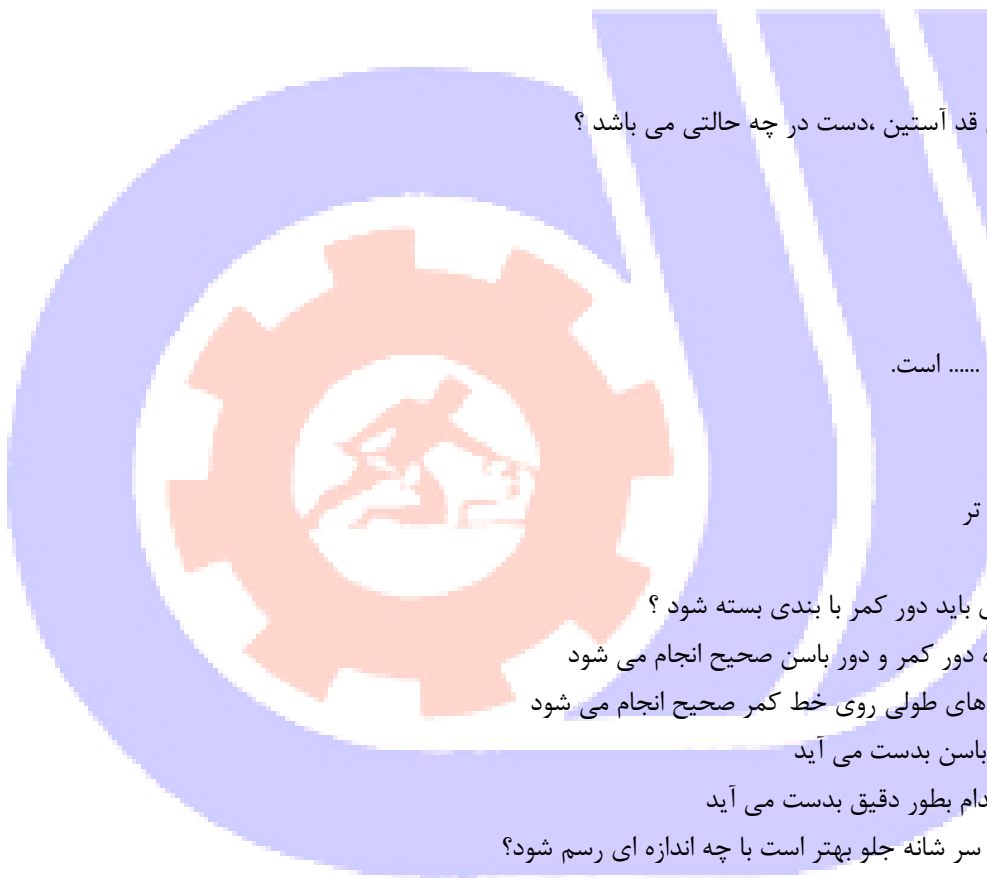 قد آستین ،دست در چه حالتی می باشد ؟
...... است.
تر
باید دور کمر با بندی بسته شود ؟
دور کمر و دور باسن صحیح انجام می شود
های طولی روی خط کمر صحیح انجام می شود
باسن بدست می آید
دام بطور دقیق بدست می آید
سر شانه جلو بهتر است با چه اندازه ای رسم شود؟